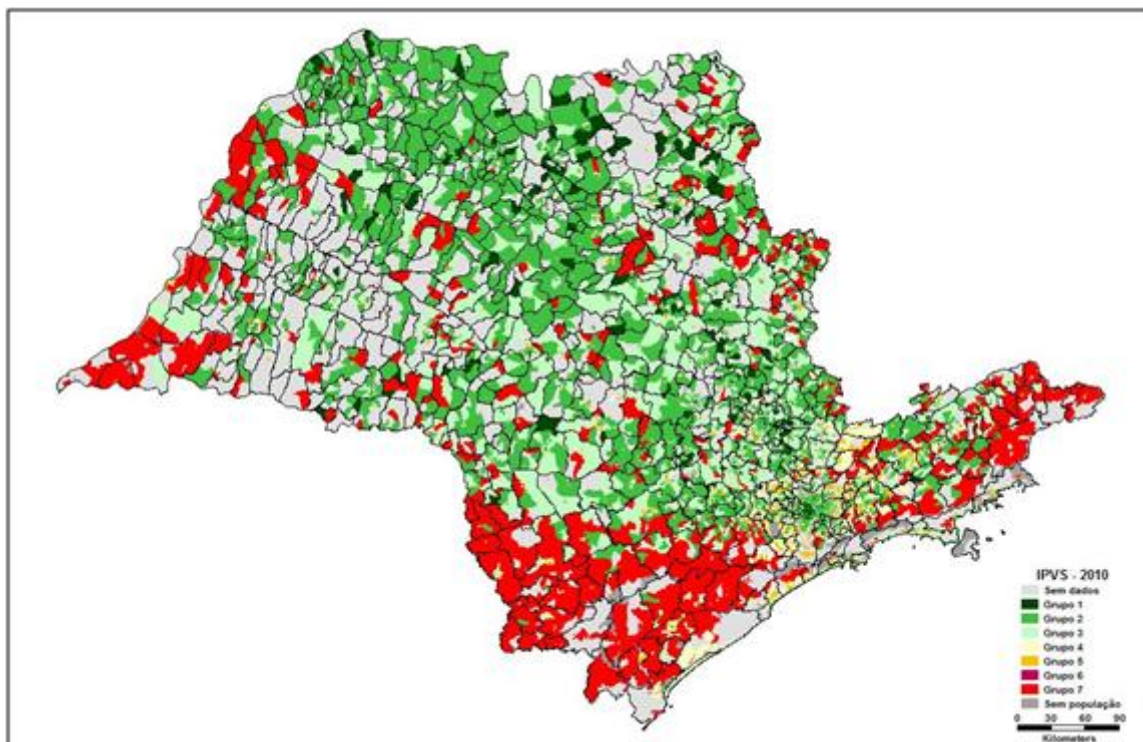 IPVS - 2010
Sem dados
Grupo 1
Grupo 2
Grupo 3
Grupo 4
Grupo 5
Grupo 6
Grupo 7
Sem população
0 30 60 90
Kilometers